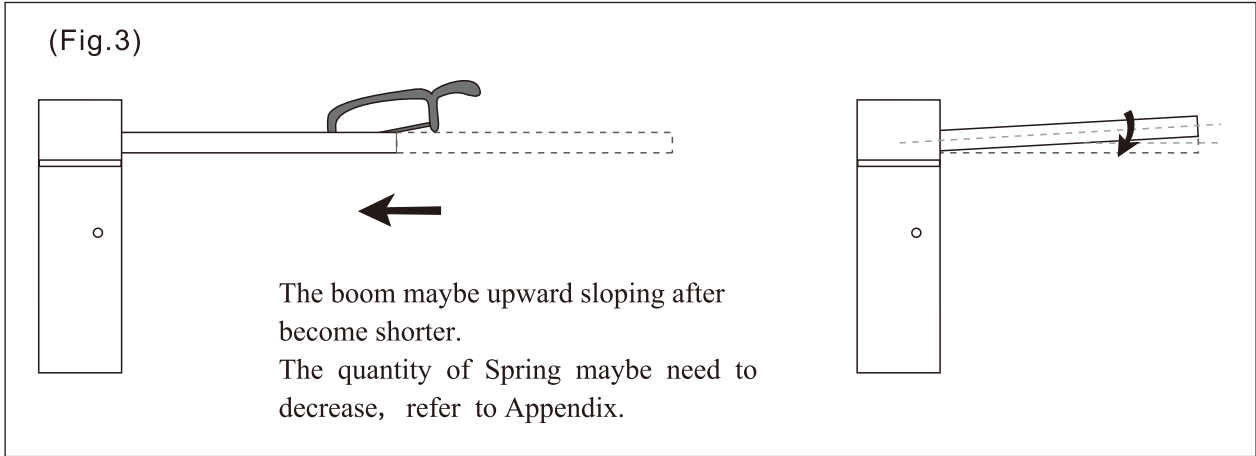 (Fig.3)
The boom maybe upward sloping after
become shorter.
The quantity of Spring maybe need to
decrease, refer to Appendix.